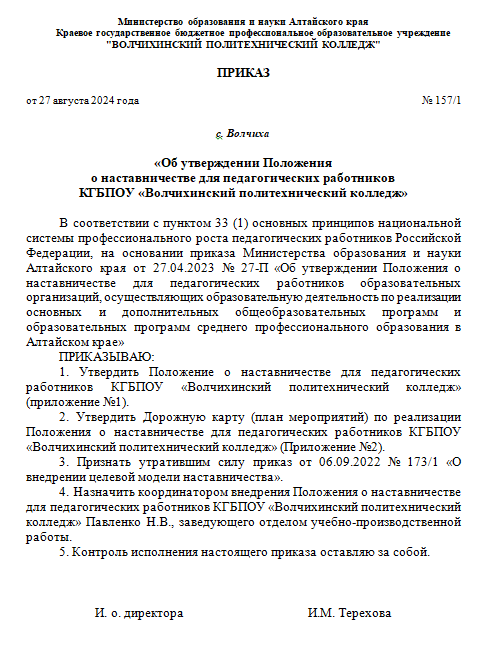 Министерство образования и науки Алтайского края
Краевое государственное бюджетное профессиональное образовательное учреждение
"ВОЛЧИХИНСКИЙ ПОЛИТЕХНИЧЕСКИЙ КОЛЛЕДЖ"
ПРИКАЗ
от 27 августа 2024 года № 157/1
с. Волчиха
«Об утверждении Положения
о наставничестве для педагогических работников
КГБПОУ «Волчихинский политехнический колледж»
В соответствии с пунктом 33 (1) основных принципов национальной
системы профессионального роста педагогических работников Российской
Федерации, на основании приказа Министерства образования и науки
Алтайского края от 27.04.2023 № 27-П «Об утверждении Положения о
наставничестве для педагогических работников образовательных
организаций, осуществляющих образовательную деятельность по реализации
основных и дополнительных общеобразовательных программ и
образовательных программ среднего профессионального образования в
Алтайском крае»
ПРИКАЗЫВАЮ:
1. Утвердить Положение о наставничестве для педагогических
работников КГБПОУ «Волчихинский политехнический колледж»
(приложение №1).
2. Утвердить Дорожную карту (план мероприятий) по реализации
Положения о наставничестве для педагогических работников КГБПОУ
«Волчихинский политехнический колледж» (Приложение №2).
3. Признать утратившим силу приказ от 06.09.2022 № 173/1 «О
внедрении целевой модели наставничества».
4. Назначить координатором внедрения Положения о наставничестве
для педагогических работников КГБПОУ «Волчихинский политехнический
колледж» Павленко Н.В., заведующего отделом учебно-производственной
работы.
5. Контроль исполнения настоящего приказа оставляю за собой.
И. о. директора И.М. Терехова